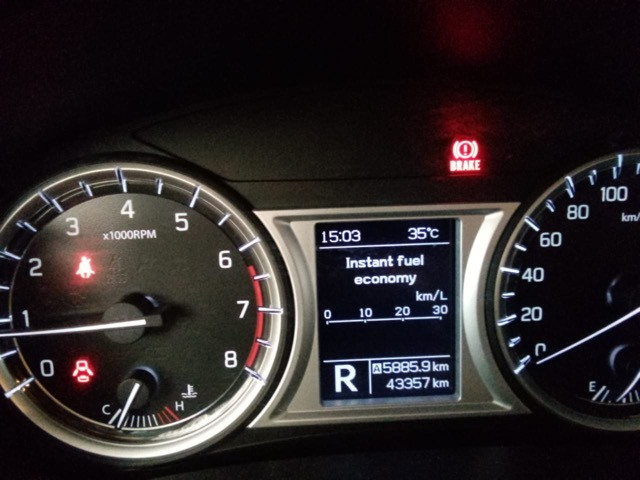 BRAKE
100
80
km/
60
40
20
0
E
4
3
5
x1000RPM
2
6
1
7
0
8
C
H
15:03 35℃
Instant fuel
economy
km/L
0 10 20 30
R
A 5885.9 km
43357 km